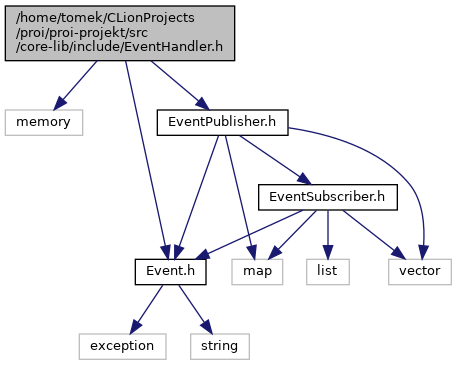 /home/tomek/CLionProjects
/proi/proi-projekt/src
/core-lib/include/EventHandler.h
memory
EventPublisher.h
EventSubscriber.h
Event.h
map
list
vector
exception
string